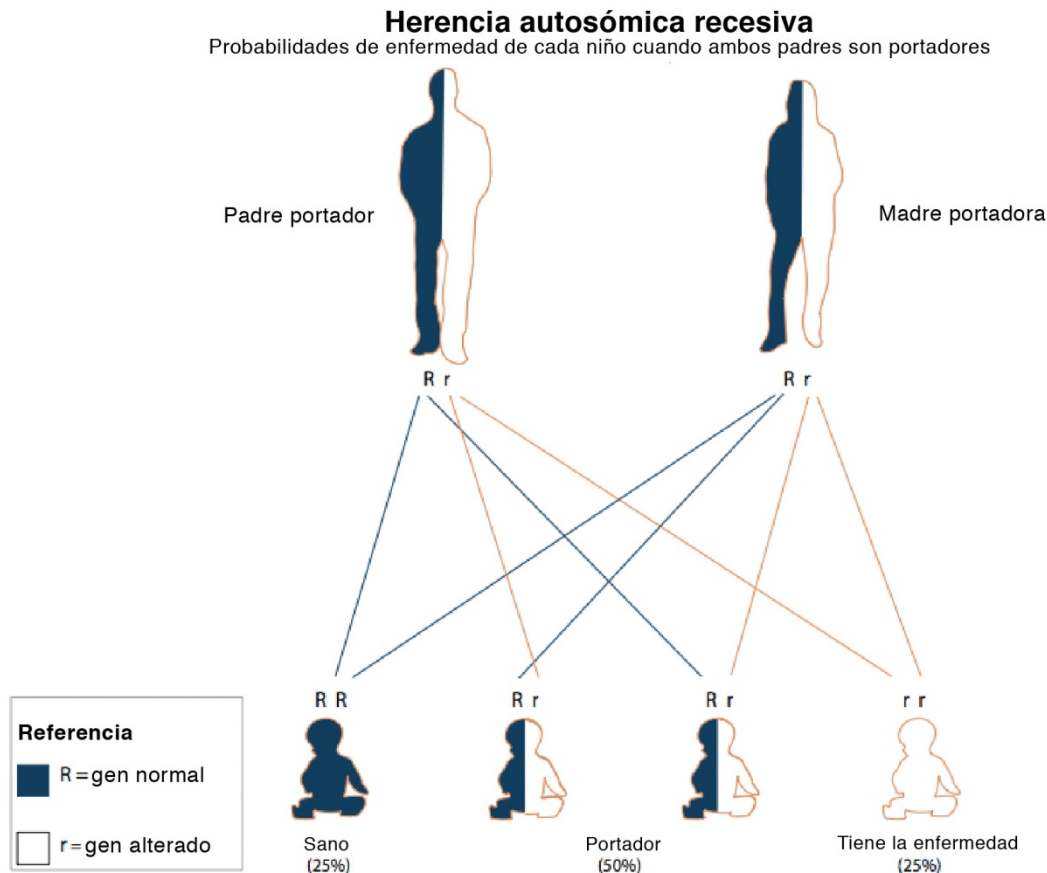 Herencia autosómica recesiva
Probabilidades de enfermedad de cada niño cuando ambos padres son portadores
Padre portador
Madre portadora
R r
R r
R R
R r
R r
r r
Referencia
R=gen normal
r=gen alterado
Sano
(25%)
Portador
(50%)
Tiene la enfermedad
(25%)